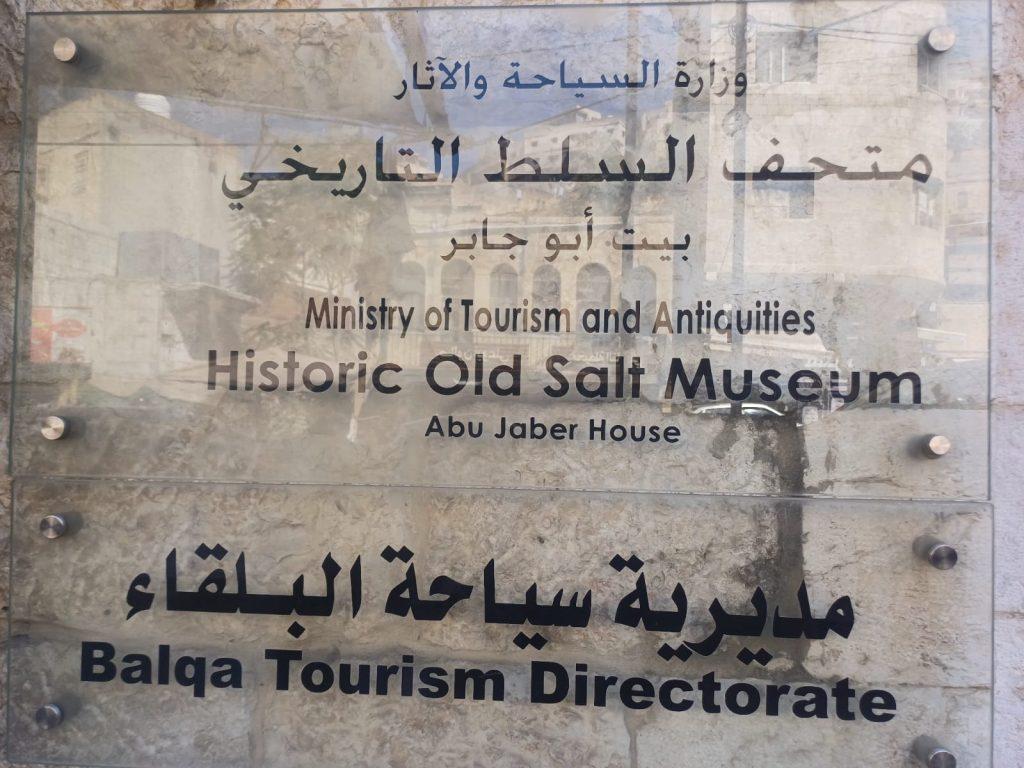 وزارة السياحة والآثار
متحف السلط التاريخي
بيت أبو جابر
Ministry of Tourism and Antiquities
Historic Old Salt Museum
Abu Jaber House
مديرية سياحة البلقاء
Balqa Tourism Directorate